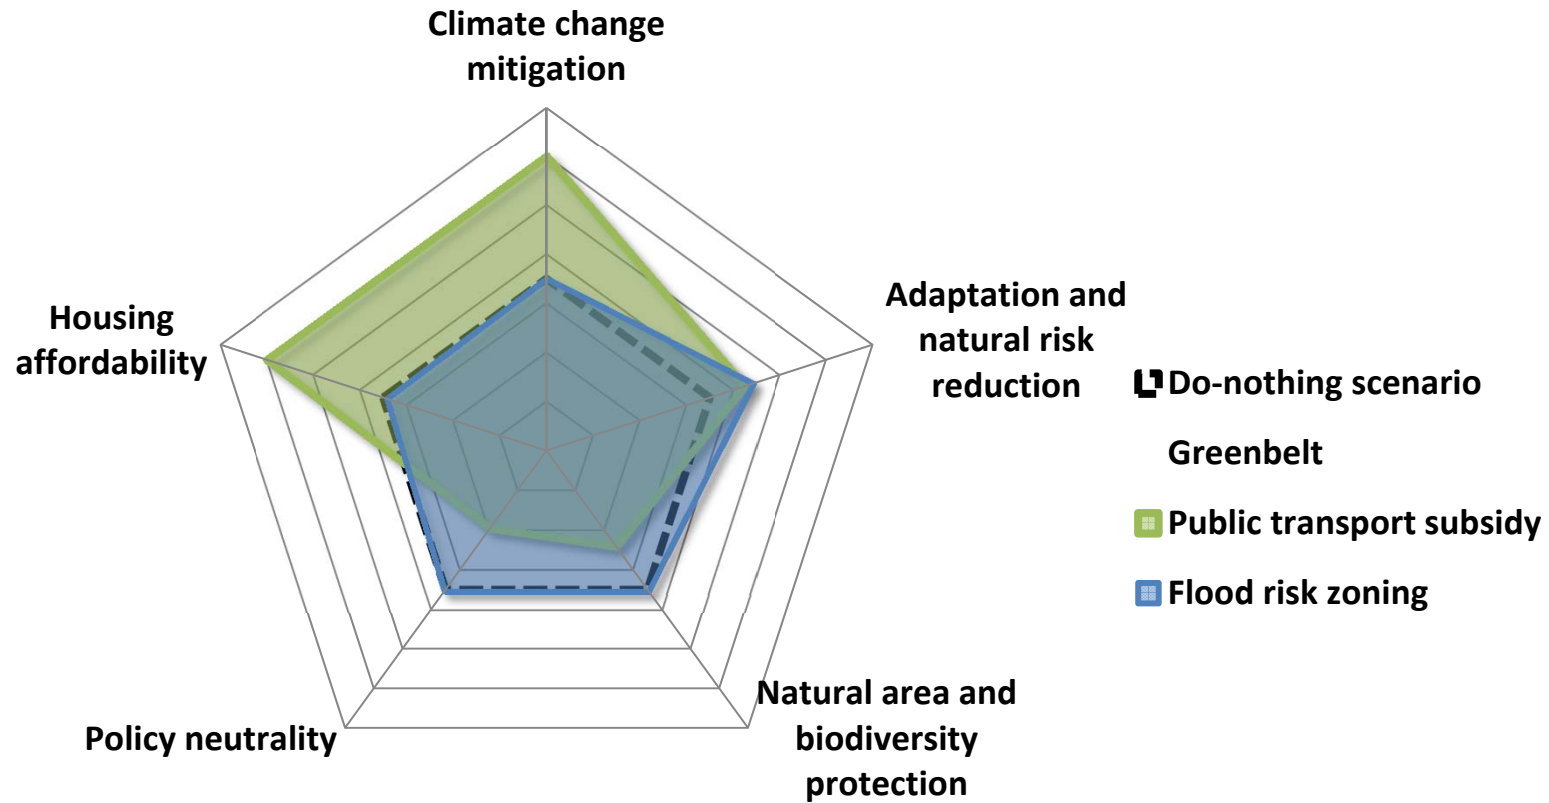 Climate change
mitigation
Adaptation and
natural risk
reduction
Housing
affordability
Do-nothing scenario
Greenbelt
Public transport subsidy
Flood risk zoning
Natural area and
biodiversity
protection
Policy neutrality